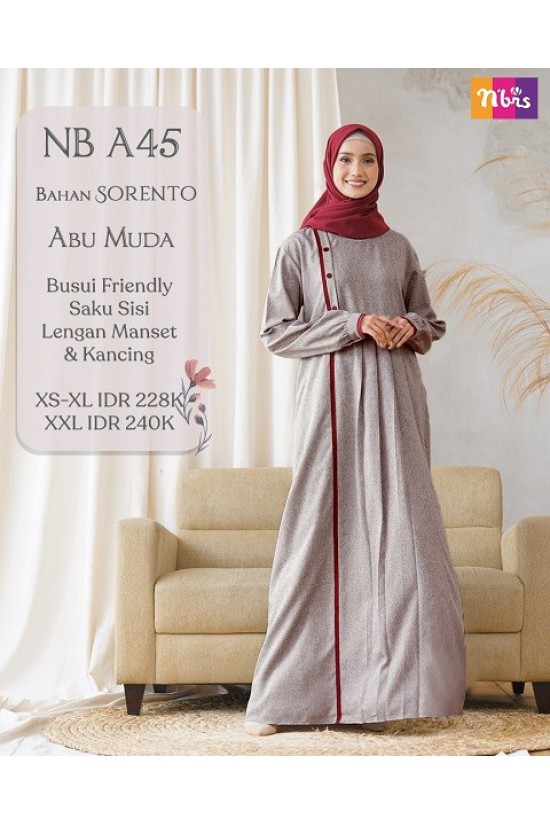 Nbrs
NB A45
BAHAN SORENTO
ABU MUDA
Busui Friendly
Saku Sisi
Lengan Manset
& Kancing
XS-XL IDR 228K
XXL IDR 240K